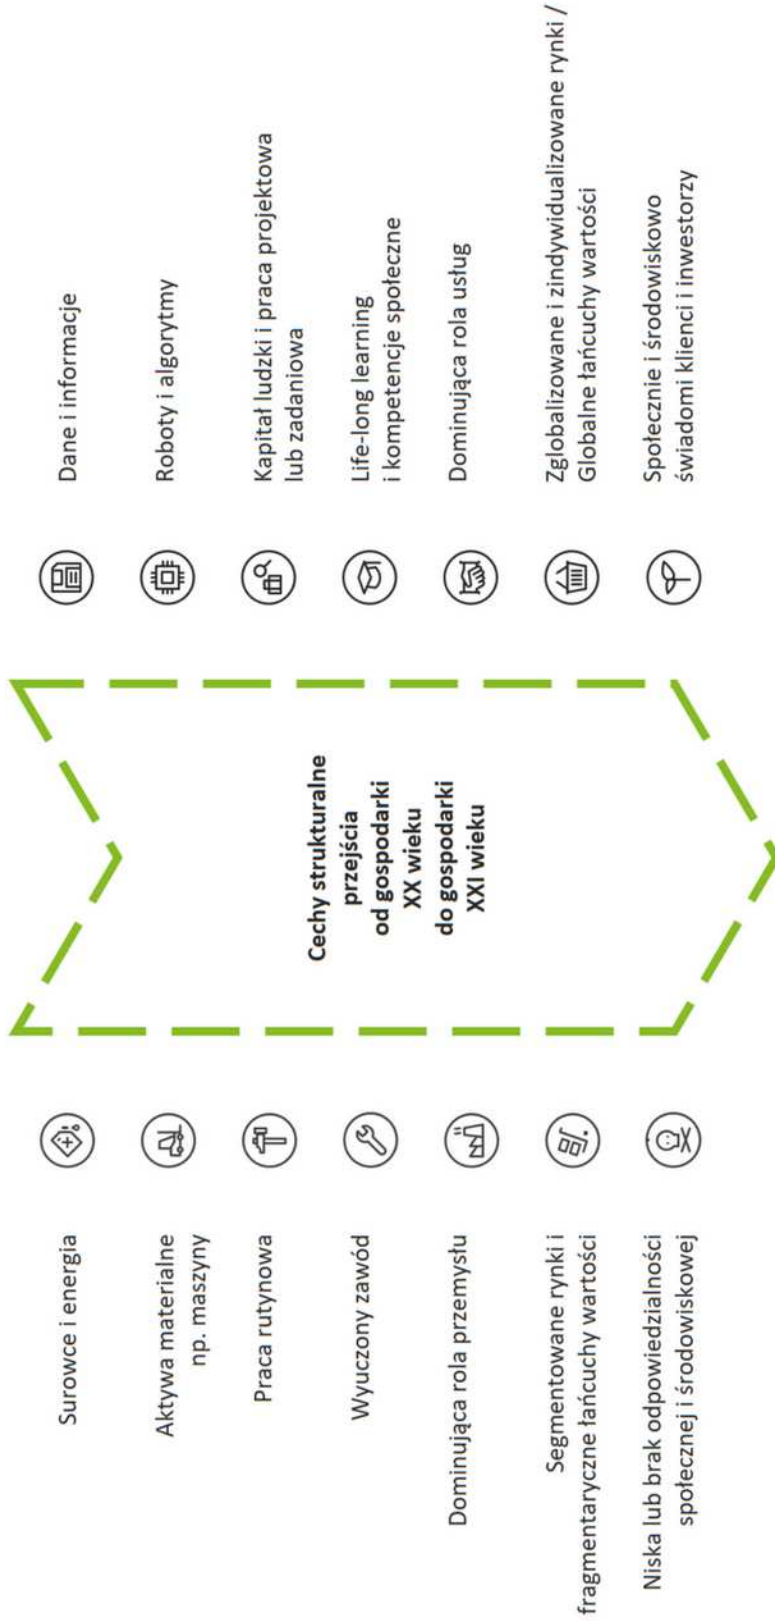 Surowce i energia
Aktywa materialne
np. maszyny
Praca rutynowa
Wyuczony zawód
Dominująca rola przemysłu
Segmentowane rynki i
fragmentaryczne łańcuchy wartości
Niska lub brak odpowiedzialności
społecznej i środowiskowej
Cechy strukturalne
przejścia
od gospodarki
XX wieku
do gospodarki
XXI wieku
Dane i informacje
Roboty i algorytmy
Kapitał ludzki i praca projektowa
lub zadaniowa
Life-long learning
i kompetencje społeczne
Dominująca rola usług
Zglobalizowane i zindywidualizowane rynki /
Globalne łańcuchy wartości
Społecznie i środowiskowo
świadomi klienci i inwestorzy